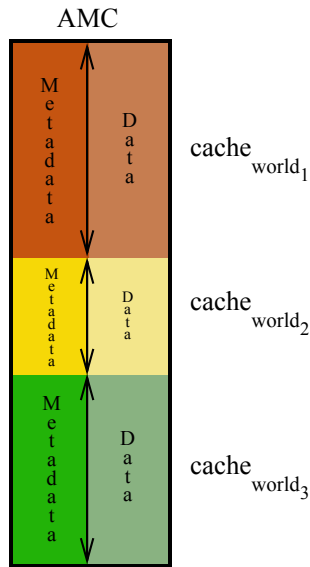 AMC
Metadata
Data
cache world1
Metadata
Data
cache world2
Metadata
Data
cache world3